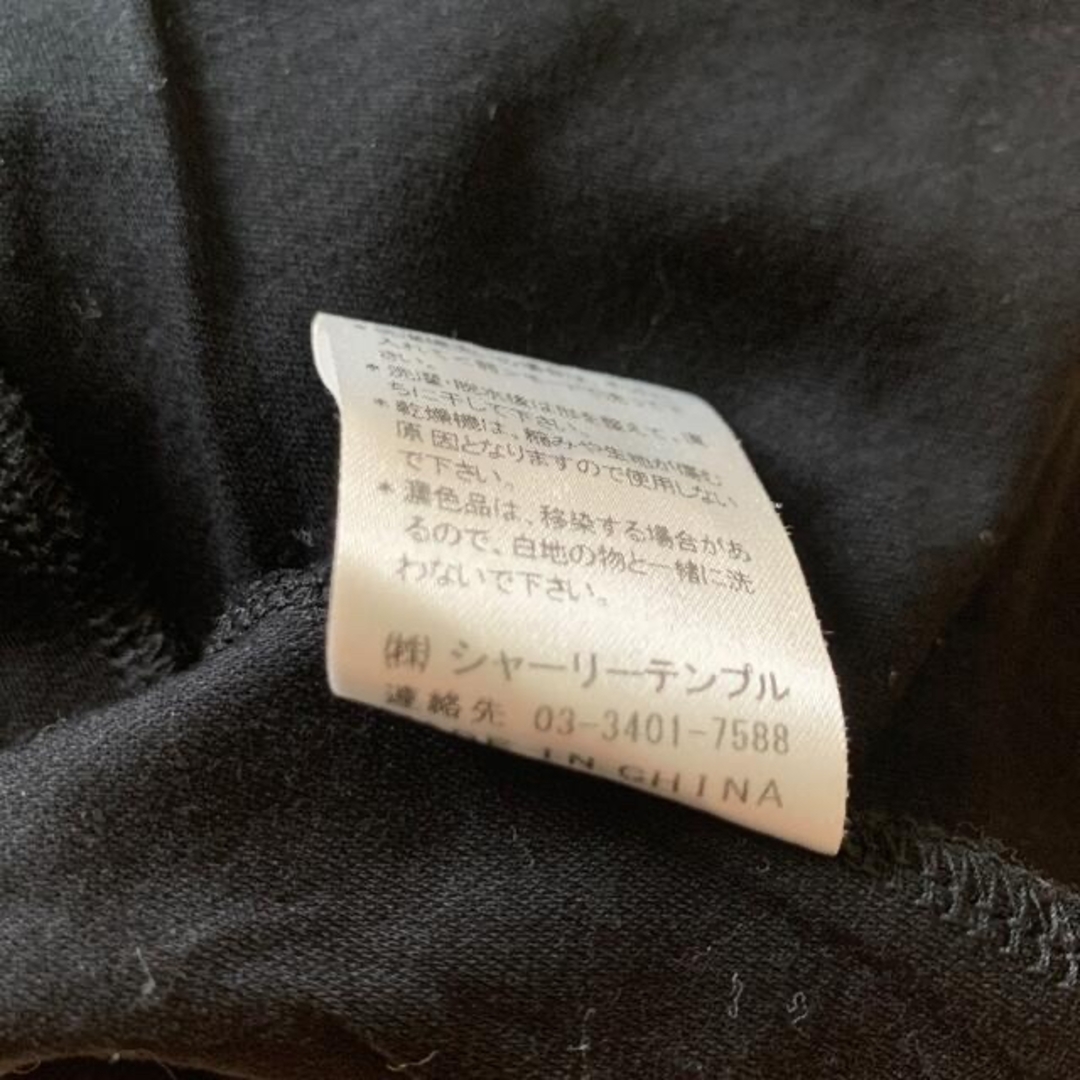 さい。
* 洗濯・脱水後は形を整えて、直
ちに干して下さい。
* 乾燥機は、縮みや生地が傷む
原因となりますので使用しない
で下さい。
* 濃色品は、移染する場合があ
るので、白地の物と一緒に洗
わないで下さい。
㈱ シャーリーテンプル
連絡先 03-3401-7588
IN CHINA